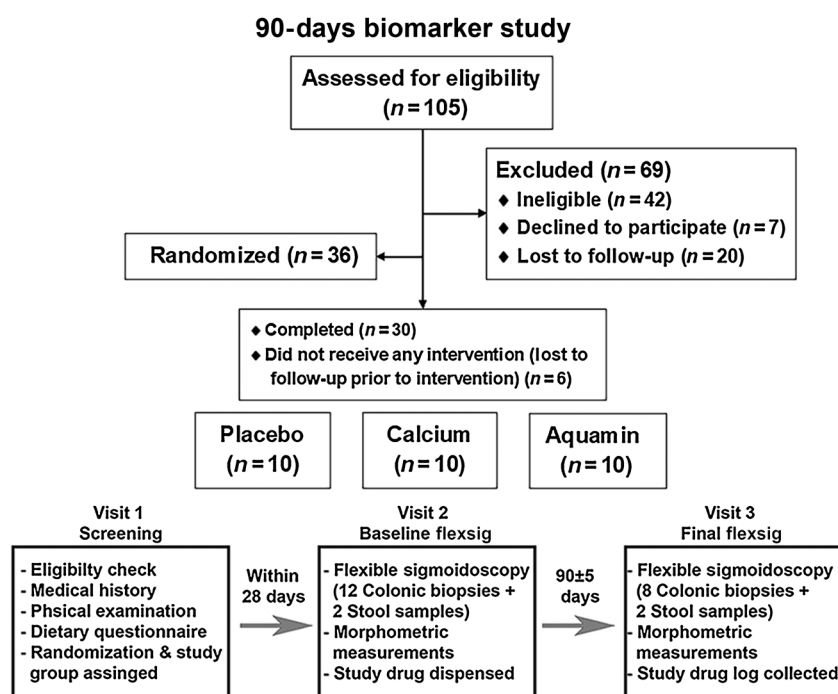 90-days biomarker study
Assessed for eligibility
(n=105)
Excluded (n=69)
♦ Ineligible (n=42)
♦ Declined to participate (n=7)
♦ Lost to follow-up (n=20)
Randomized (n=36)
♦ Completed (n=30)
♦ Did not receive any intervention (lost to
follow-up prior to intervention) (n=6)
Placebo
(n=10)
Calcium
(n=10)
Aquamin
(n=10)
Visit 1
Screening
- Eligibilty check
- Medical history
- Phsical examination
- Dietary questionnaire
- Randomization & study
group assinged
Within
28 days
Visit 2
Baseline flexsig
- Flexible sigmoidoscopy
(12 Colonic biopsies +
2 Stool samples)
- Morphometric
measurements
- Study drug dispensed
90±5
days
Visit 3
Final flexsig
- Flexible sigmoidoscopy
(8 Colonic biopsies +
2 Stool samples)
- Morphometric
measurements
- Study drug log collected